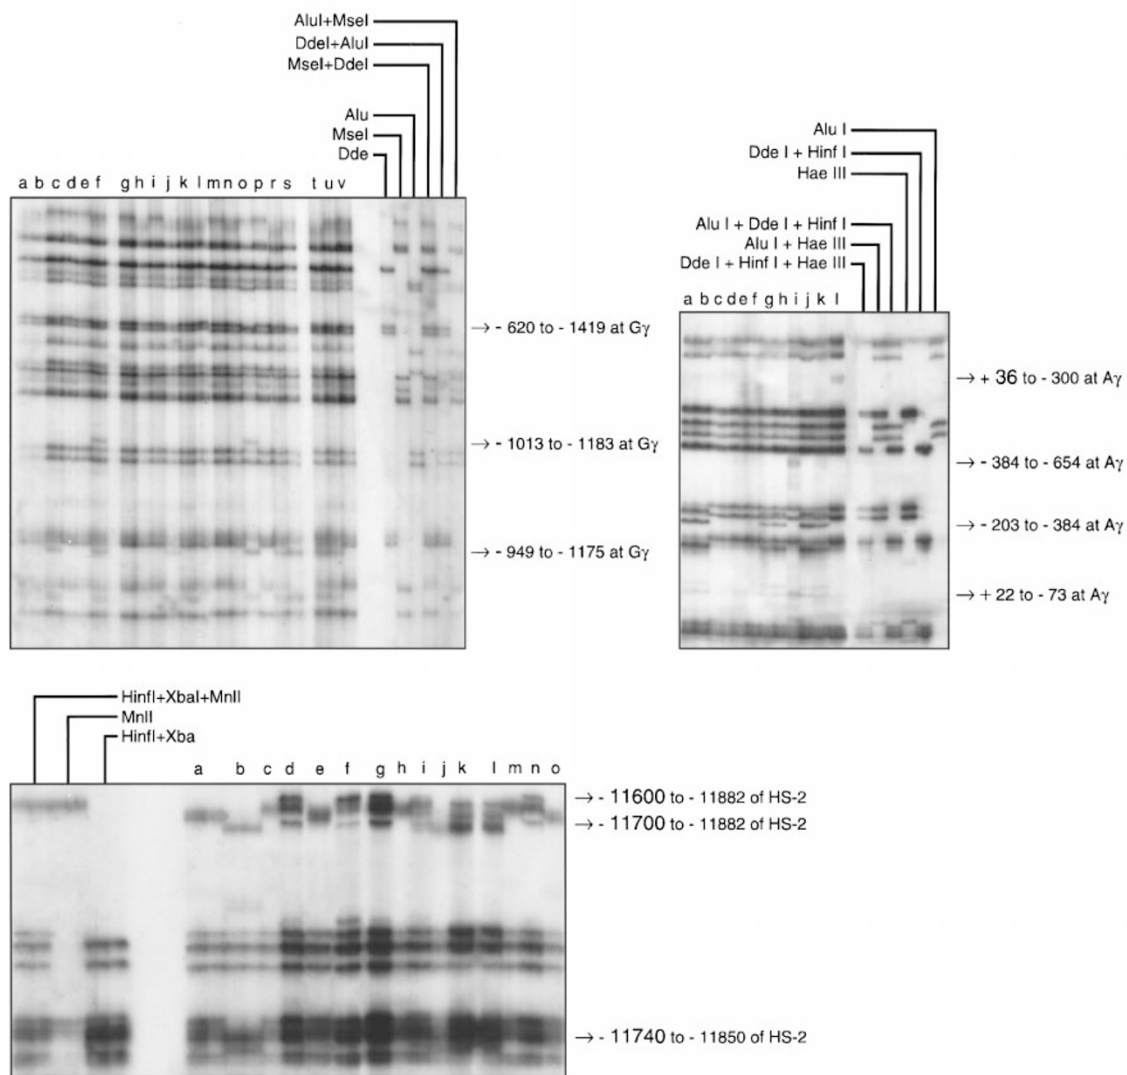 AluI+MseI
DdeI+AluI
MseI+DdeI
Alu
MseI
Dde
a b c d e f g h i j k l m n o p r s t u v
→ - 620 to - 1419 at Gγ
→ - 1013 to - 1183 at Gγ
→ - 949 to - 1175 at Gγ
Alu I
Dde I + Hinf I
Hae III
Alu I + Dde I + Hinf I
Alu I + Hae III
Dde I + Hinf I + Hae III
a b c d e f g h i j k l
→ + 36 to - 300 at Aγ
→ - 384 to - 654 at Aγ
→ - 203 to - 384 at Aγ
→ + 22 to - 73 at Aγ
HinfI+XbaI+MnlI
MnlI
HinfI+Xba
a b c d e f g h i j k l m n o
→ - 11600 to - 11882 of HS-2
→ - 11700 to - 11882 of HS-2
→ - 11740 to - 11850 of HS-2